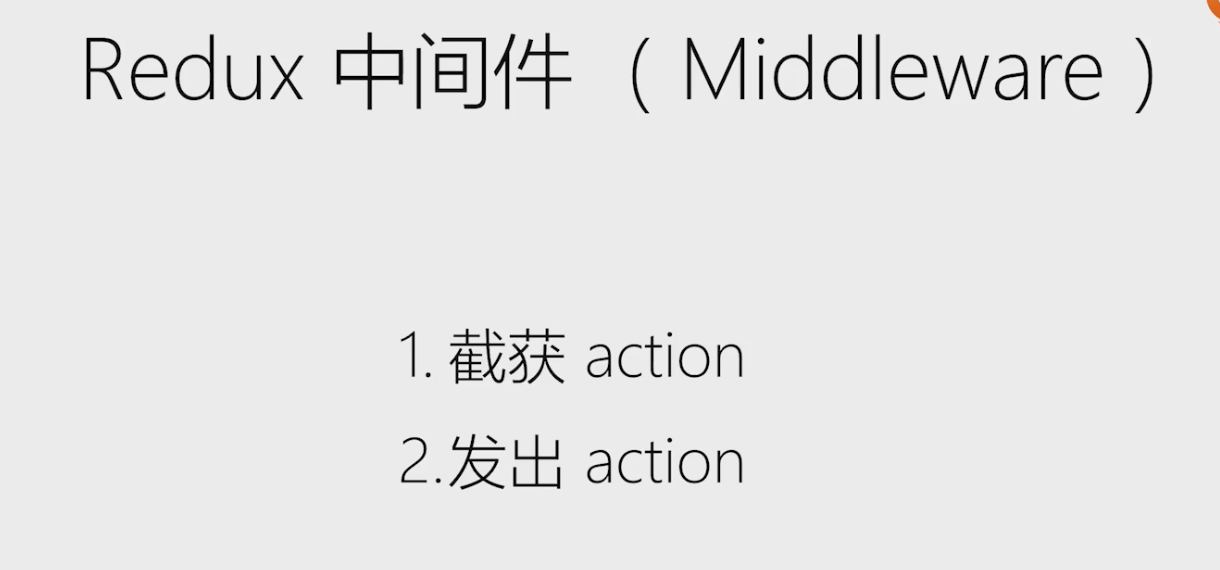 Redux 中间件 （ Middleware ）
1. 截获 action
2.发出 action